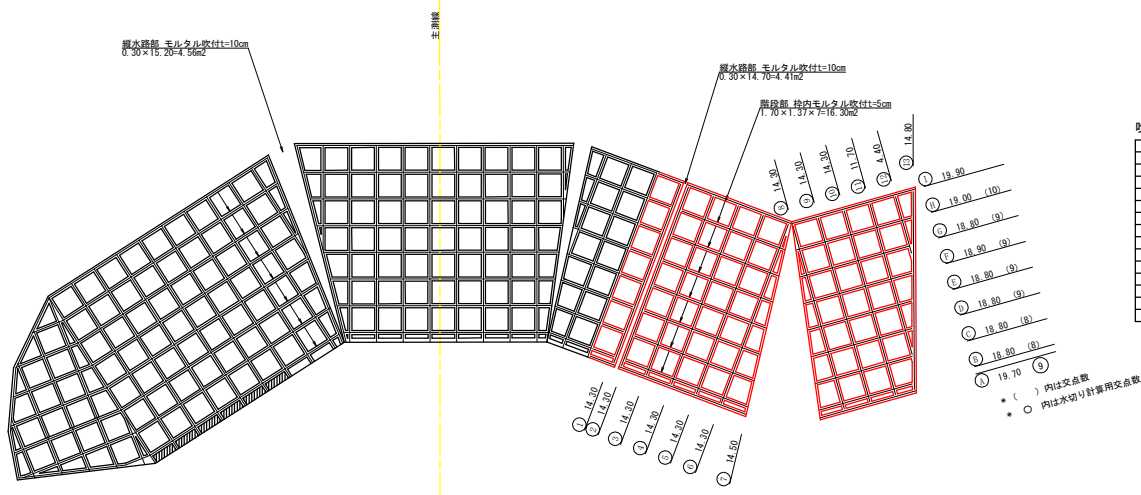 縦水路部 モルタル吹付t=10cm
0.30×15.20=4.56m2
主測線
縦水路部 モルタル吹付t=10cm
0.30×14.70=4.41m2
階段部 枠内モルタル吹付t=5cm
1.70×1.37×7=16.30m2
⑧ 14.30
⑨ 14.30
⑩ 14.30
⑪ 11.70
⑫ 4.40
⑬ 14.80
Ⓘ 19.90
Ⓗ 19.00 (10)
Ⓖ 18.80 (9)
Ⓕ 18.90 (9)
Ⓔ 18.80 (9)
Ⓓ 18.80 (9)
Ⓒ 18.80 (8)
Ⓑ 18.80 (8)
Ⓐ 19.70 ⑨
* ( ) 内は交点数
* ○ 内は水切り計算用交点数
① 14.30
② 14.30
③ 14.30
④ 14.30
⑤ 14.30
⑥ 14.30
⑦ 14.50